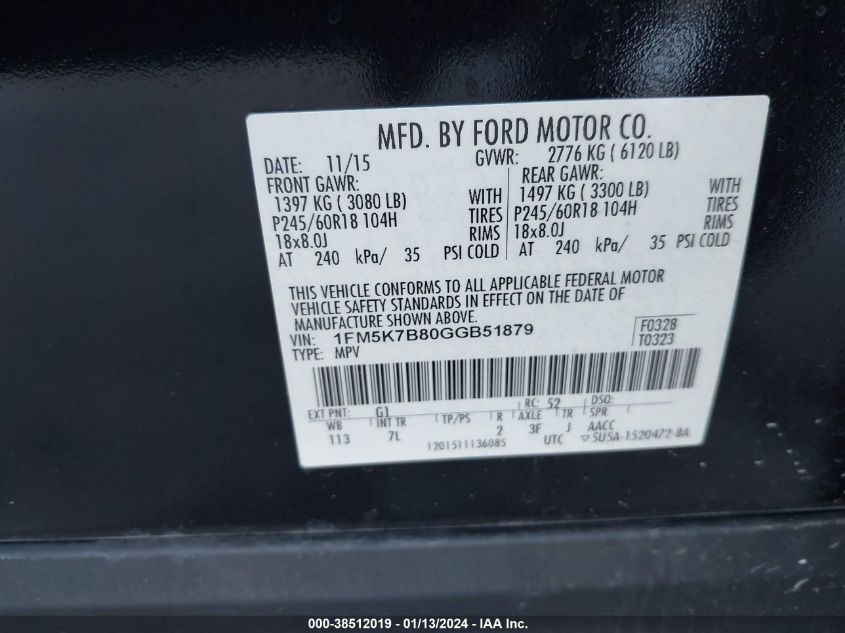 MFD. BY FORD MOTOR CO.
DATE: 11/15 GVWR: 2776 KG ( 6120 LB)
FRONT GAWR: REAR GAWR:
1397 KG ( 3080 LB) WITH 1497 KG ( 3300 LB) WITH
P245/60R18 104H TIRES P245/60R18 104H TIRES
18x8.0J RIMS 18x8.0J RIMS
AT 240 kPa/ 35 PSI COLD AT 240 kPa/ 35 PSI COLD
THIS VEHICLE CONFORMS TO ALL APPLICABLE FEDERAL MOTOR
VEHICLE SAFETY STANDARDS IN EFFECT ON THE DATE OF
MANUFACTURE SHOWN ABOVE.
VIN: 1FM5K7B80GGB51879 F0328
TYPE: MPV T0323
EXT PNT: G1 RC: 52 DSO:
WB INT TR TP/PS R AXLE TR SPR
113 7L 2 3F J AACC
1201511136085 UTC 5U5A-1520472-BA
000-38512019 - 01/13/2024 - IAA Inc.